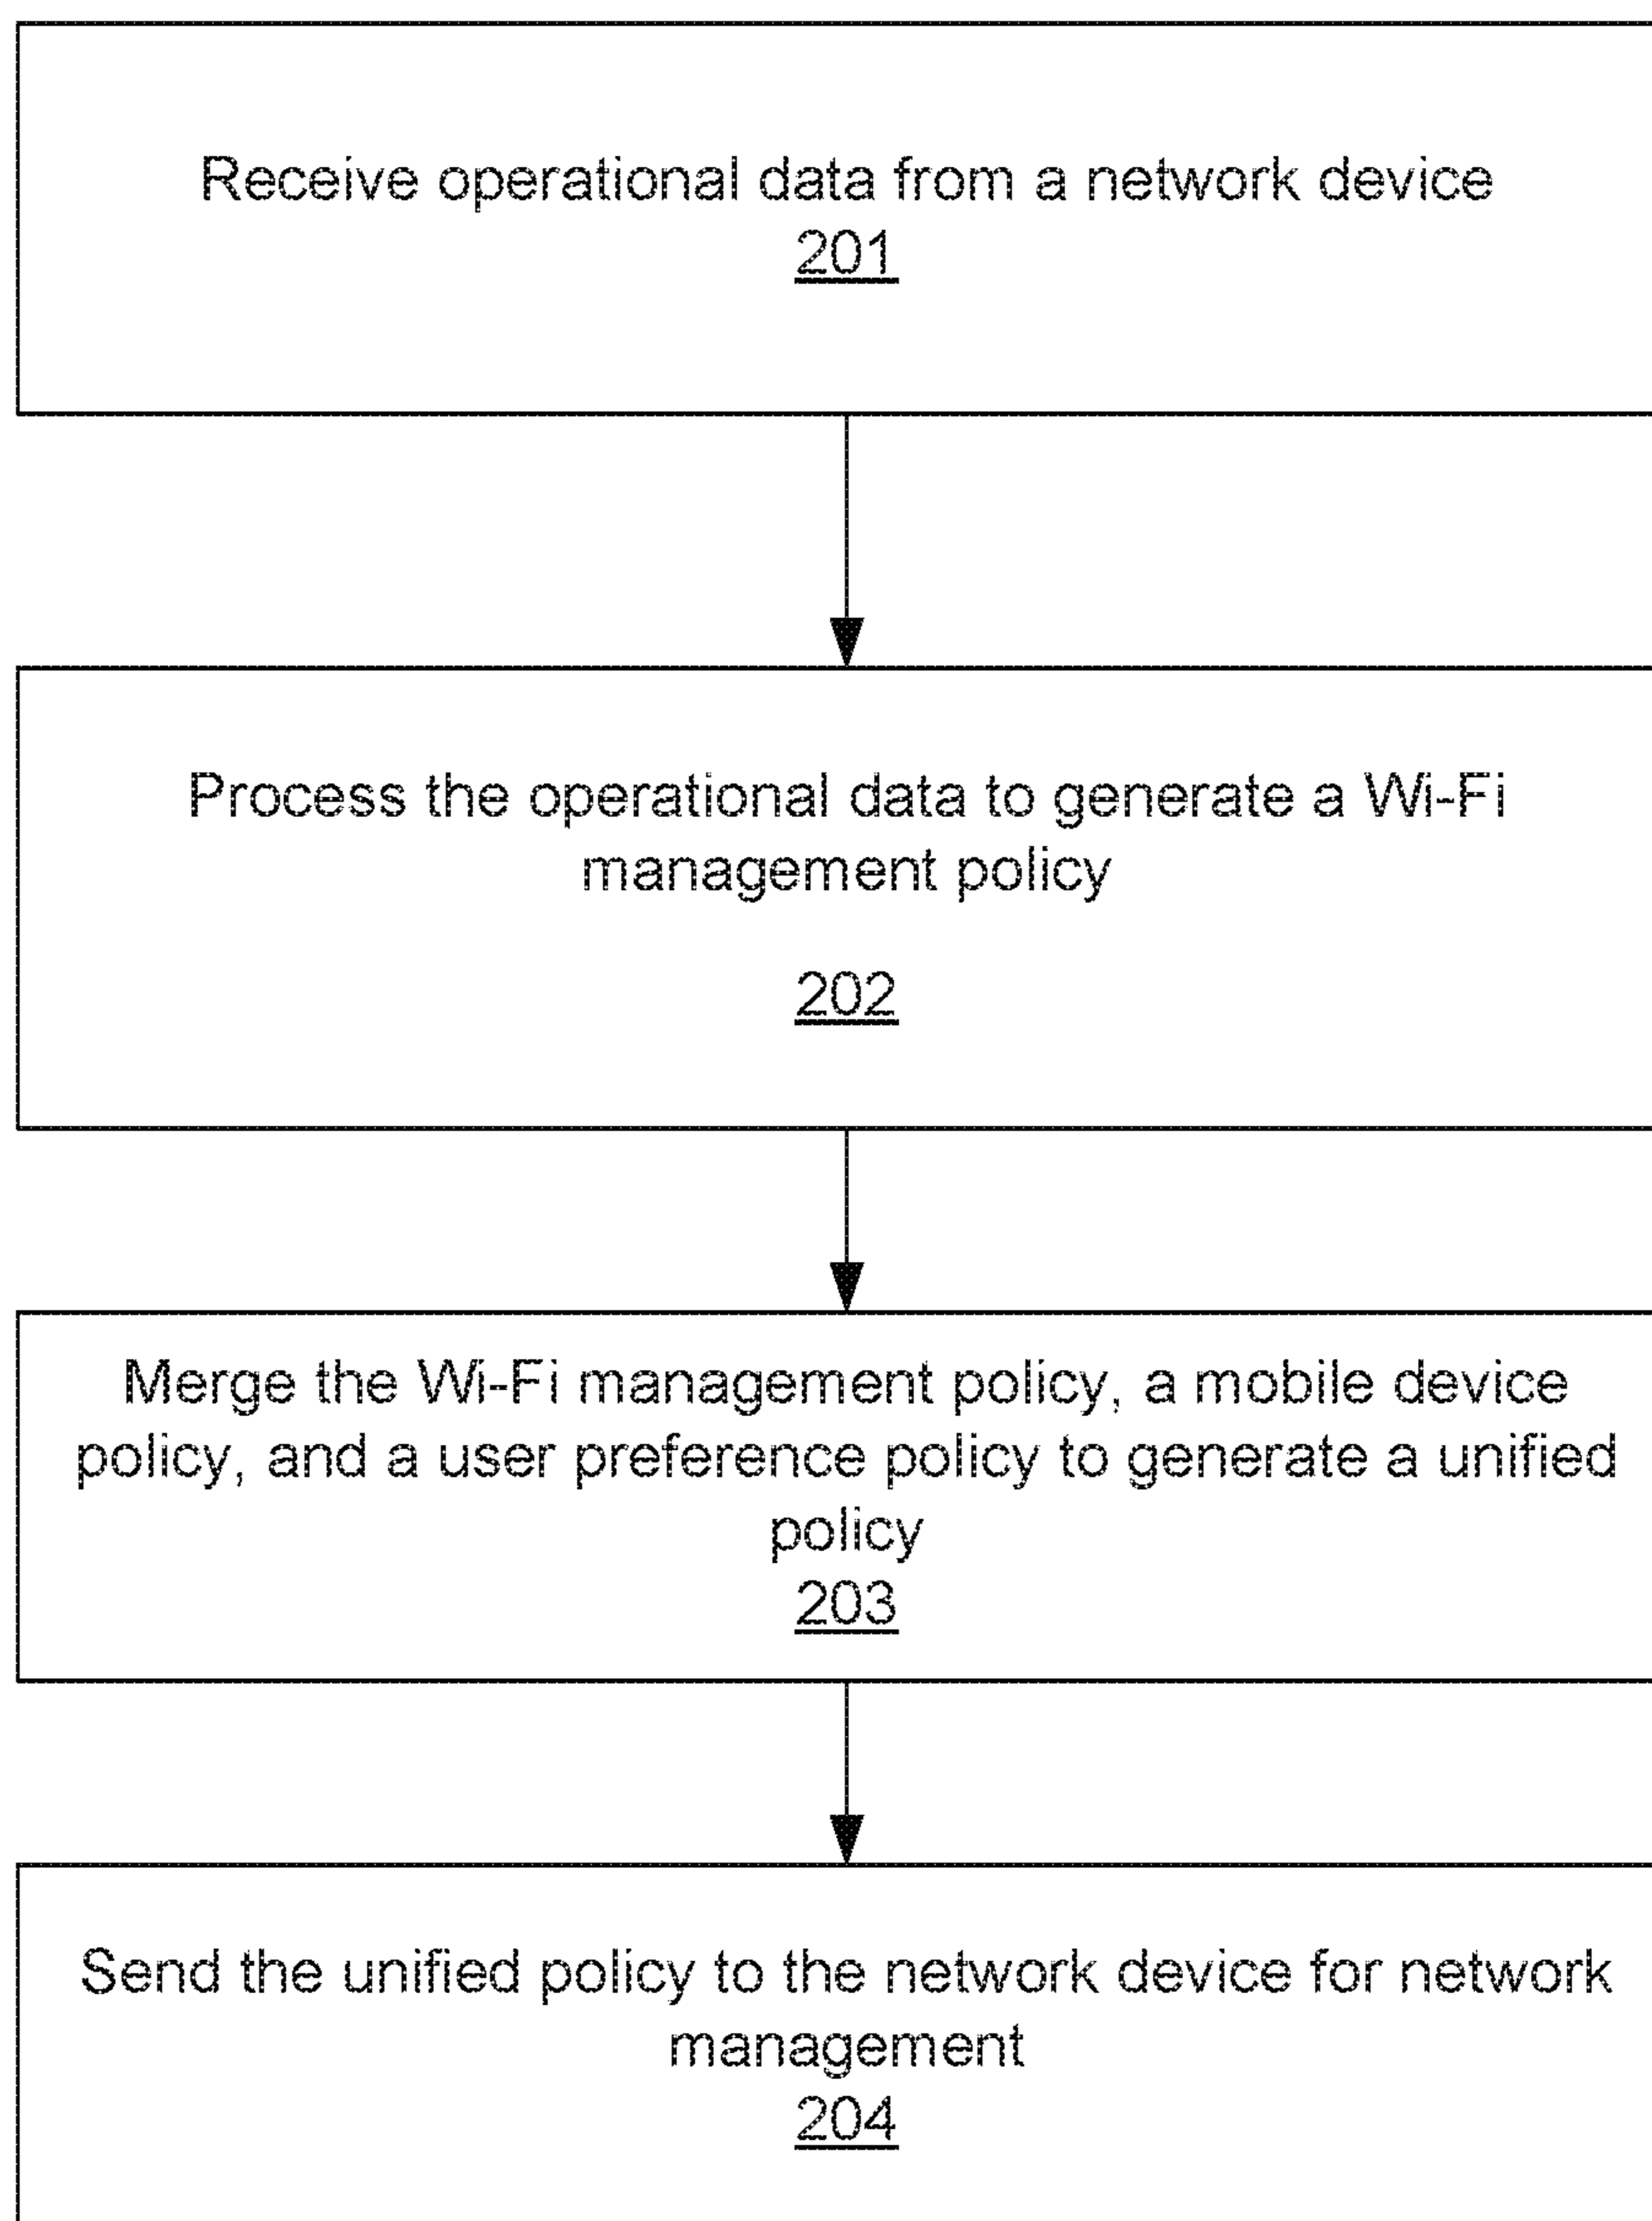 Receive operational data from a network device
201
Process the operational data to generate a Wi-Fi
management policy
202
Merge the Wi-Fi management policy, a mobile device
policy, and a user preference policy to generate a unified
policy
203
Send the unified policy to the network device for network
management
204